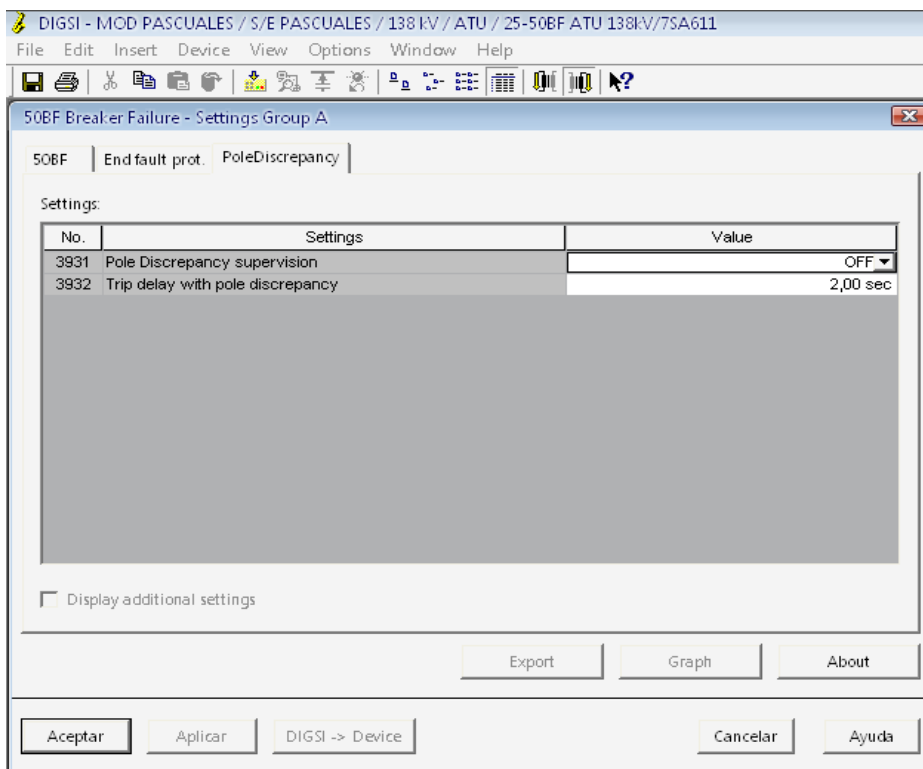 DIGSI - MOD PASCUALES / S/E PASCUALES / 138 kV / ATU / 25-50BF ATU 138kV/7SA611
File Edit Insert Device View Options Window Help
50BF Breaker Failure - Settings Group A
50BF End fault prot. PoleDiscrepancy
Settings:
No. Settings Value
3931 Pole Discrepancy supervision OFF
3932 Trip delay with pole discrepancy 2,00 sec
Display additional settings
Export Graph About
Aceptar Aplicar DIGSI -> Device Cancelar Ayuda